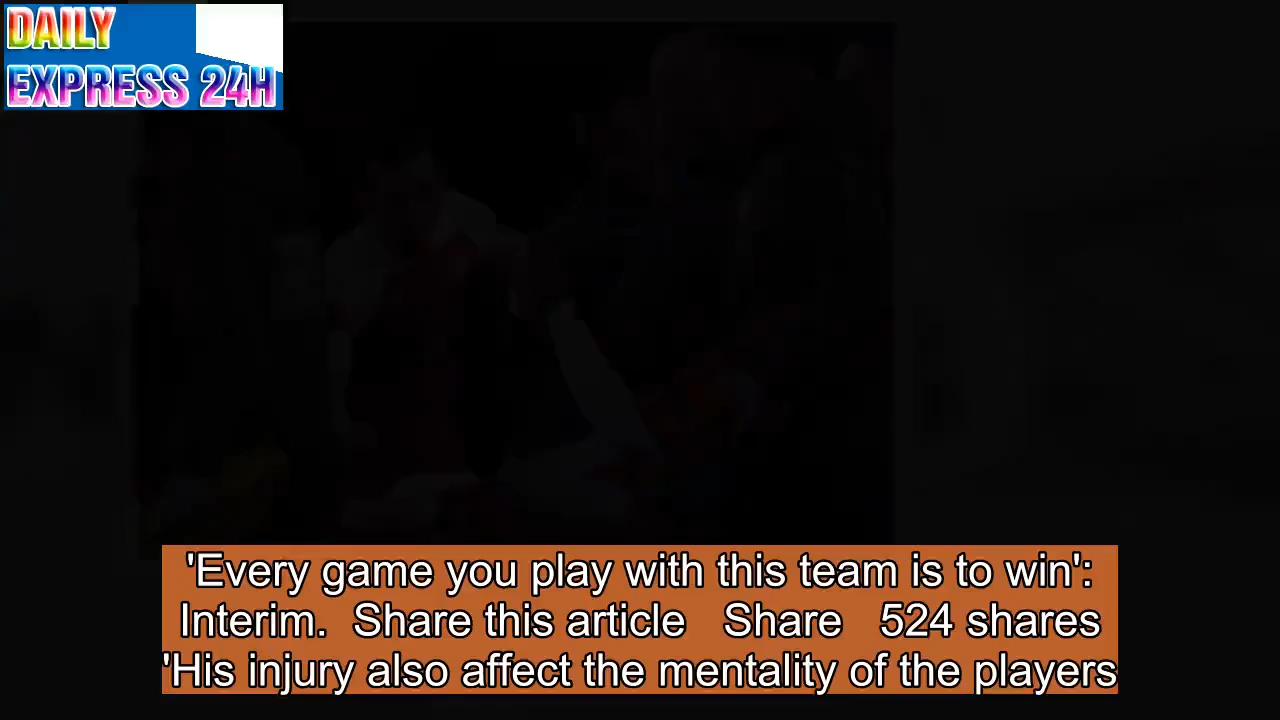 DAILY
EXPRESS 24H
'Every game you play with this team is to win':
Interim.  Share this article   Share   524 shares
'His injury also affect the mentality of the players